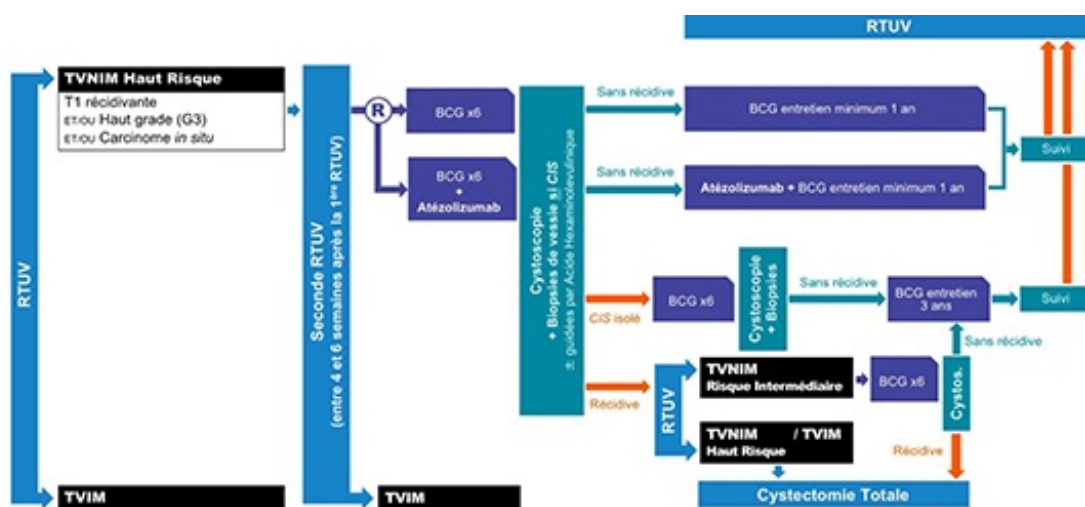 RTUV
TVNIM Haut Risque
T1 récidivante
ET/OU Haut grade (G3)
ET/OU Carcinome in situ
RTUV
TVIM
Seconde RTUV
(entre 4 et 6 semaines après la 1ère RTUV)
TVIM
R
BCG x6
BCG x6
+
Atézolizumab
Cystoscopie
+ Biopsies de vessie si CIS
± guidées par Acide Hexaminolevulinique
Sans récidive
BCG entretien minimum 1 an
Sans récidive
Atézolizumab + BCG entretien minimum 1 an
Suivi
CIS isolé
BCG x6
Cystoscopie
+ Biopsies
Sans récidive
BCG entretien
3 ans
Suivi
Sans récidive
Récidive
RTUV
TVNIM
Risque Intermédiaire
BCG x6
Cystos.
TVNIM / TVIM
Haut Risque
Récidive
Cystectomie Totale